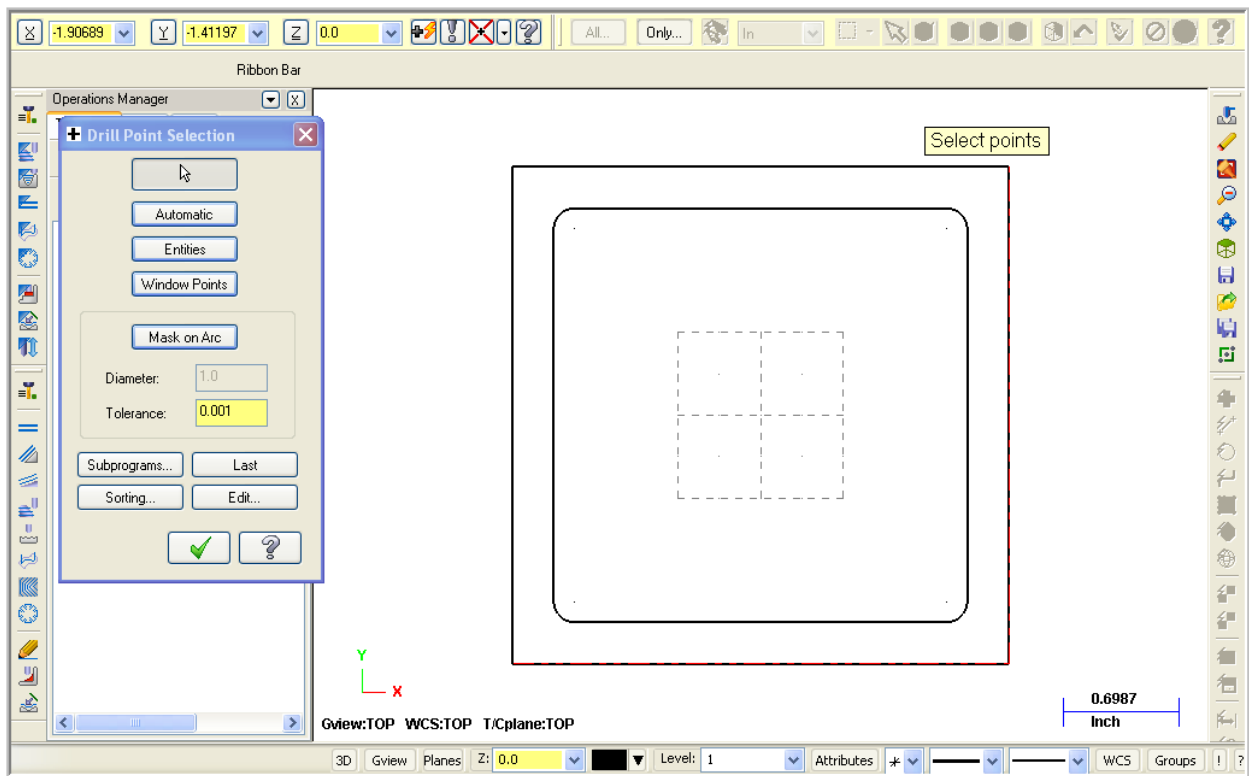 X -1.90689 Y -1.41197 Z 0.0 All... Only... In
Ribbon Bar
Operations Manager
Drill Point Selection
Select points
Automatic
Entities
Window Points
Mask on Arc
Diameter: 1.0
Tolerance: 0.001
Subprograms... Last
Sorting... Edit...
Y
X
0.6987
Inch
Gview:TOP WCS:TOP T/Cplane:TOP
3D Gview Planes Z: 0.0 Level: 1 Attributes WCS Groups ! ?